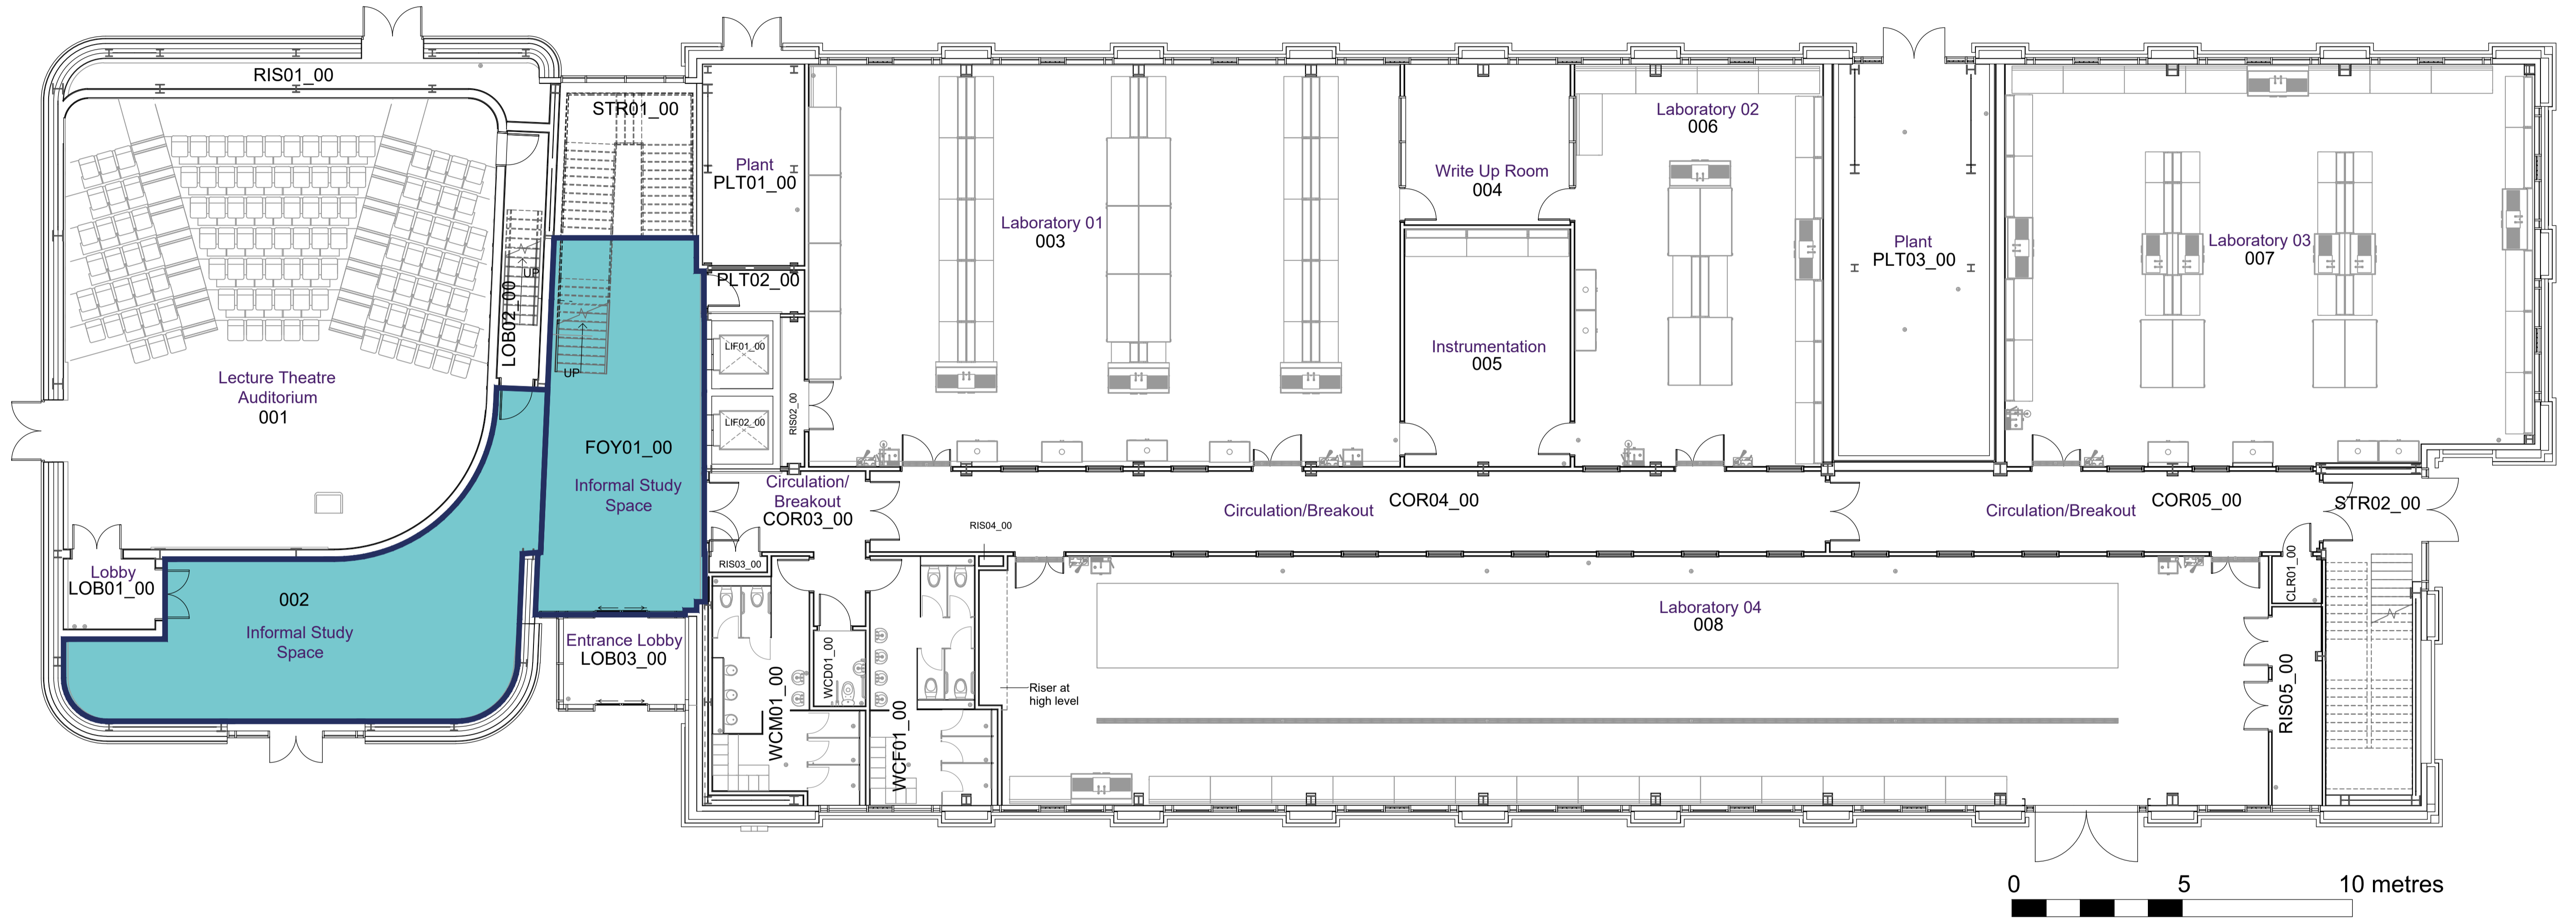 RIS01_00
STR01_00
Plant
PLT01_00
PLT02_00
LIF01_00
LIF02_00
RIS02_00
UP
LOB02_00
UP
Lecture Theatre
Auditorium
001
FOY01_00
Informal Study
Space
Lobby
LOB01_00
002
Informal Study
Space
Entrance Lobby
LOB03_00
Laboratory 01
003
Write Up Room
004
Instrumentation
005
Laboratory 02
006
Plant
PLT03_00
Laboratory 03
007
Circulation/
Breakout
COR03_00
RIS03_00
RIS04_00
Circulation/Breakout
COR04_00
Circulation/Breakout
COR05_00
STR02_00
WCM01_00
WCD01_00
WCF01_00
Riser at
high level
Laboratory 04
008
CLR01_00
RIS05_00
0 5 10 metres